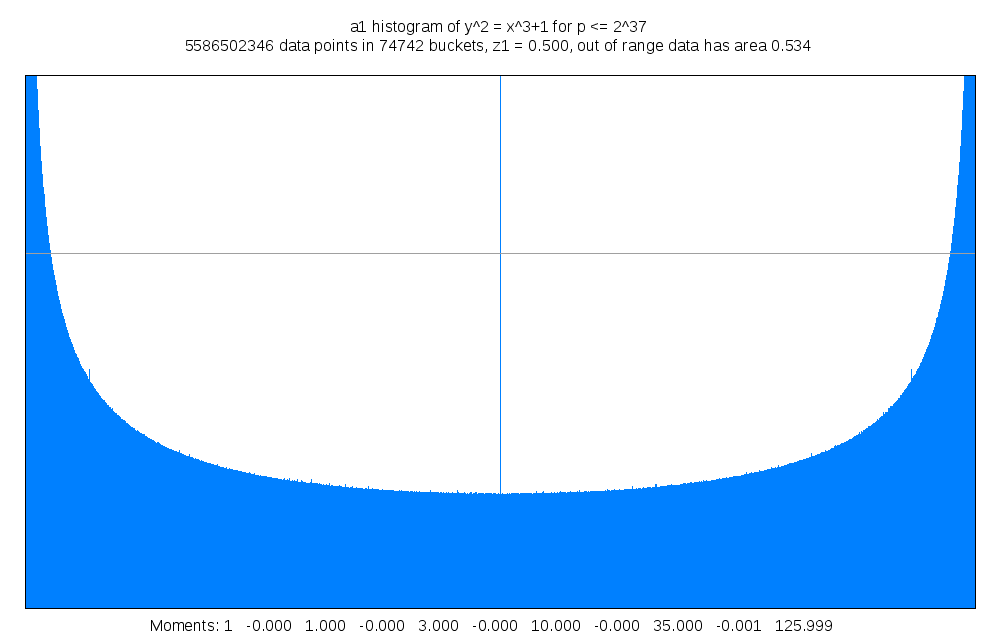 a1 histogram of y^2 = x^3+1 for p <= 2^37
5586502346 data points in 74742 buckets, z1 = 0.500, out of range data has area 0.534
Moments: 1 -0.000 1.000 -0.000 3.000 -0.000 10.000 -0.000 35.000 -0.001 125.999